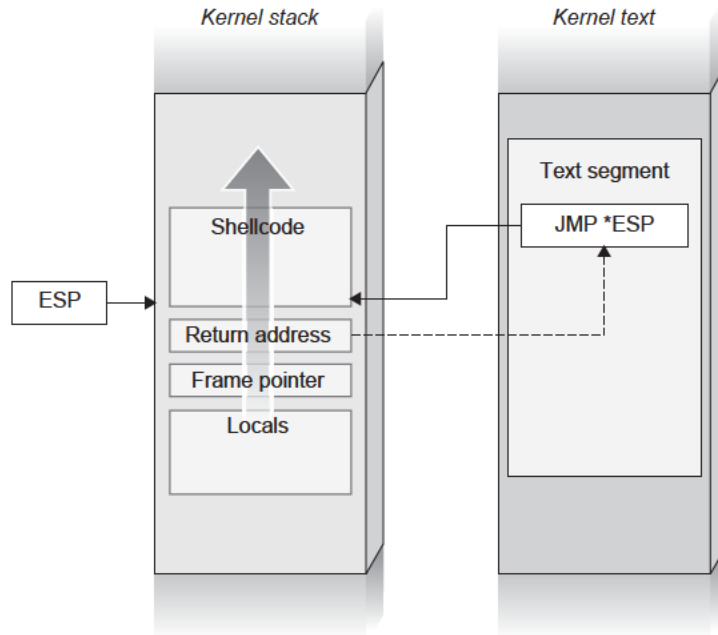 Kernel stack
Kernel text
Text segment
JMP *ESP
Shellcode
ESP
Return address
Frame pointer
Locals